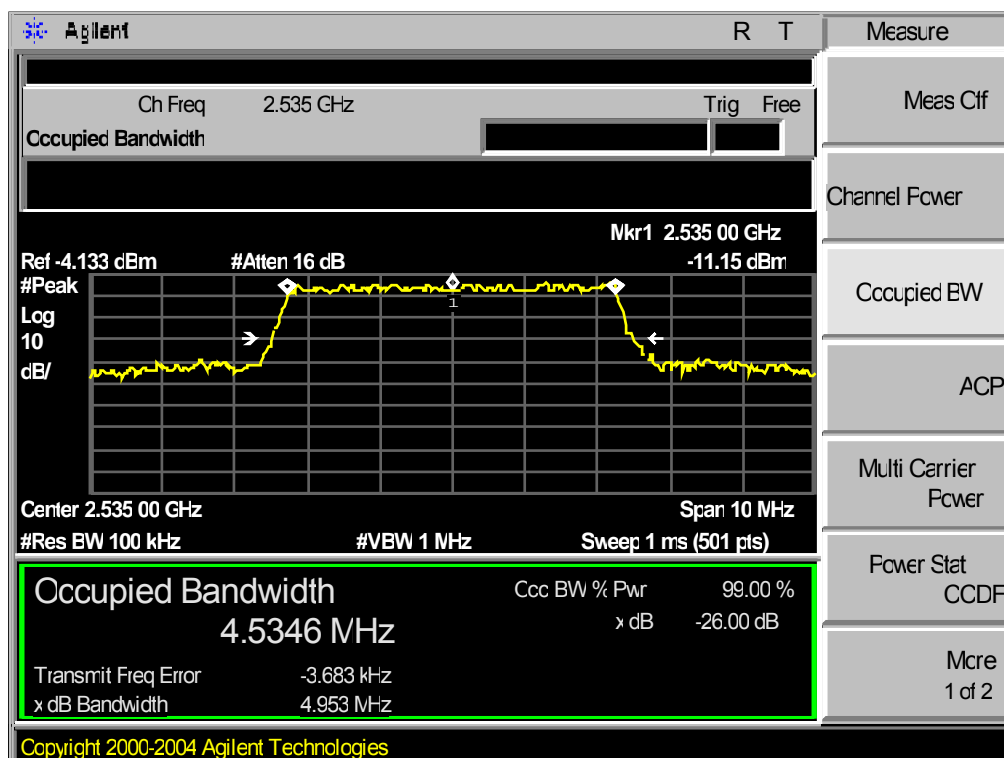 Agilent R T Measure
Ch Freq 2.535 GHz Trig Free
Occupied Bandwidth
Meas Off
Channel Power
Occupied BW
ACP
Multi Carrier
Power
Power Stat
CCDF
More
1 of 2
Mkr1 2.535 00 GHz
Ref -4.133 dBm #Atten 16 dB -11.15 dBm
#Peak
Log
10
dB/
1
Center 2.535 00 GHz Span 10 MHz
#Res BW 100 kHz #VBW 1 MHz Sweep 1 ms (501 pts)
Occupied Bandwidth Occ BW % Pwr 99.00 %
4.5346 MHz x dB -26.00 dB
Transmit Freq Error -3.683 kHz
x dB Bandwidth 4.953 MHz
Copyright 2000-2004 Agilent Technologies